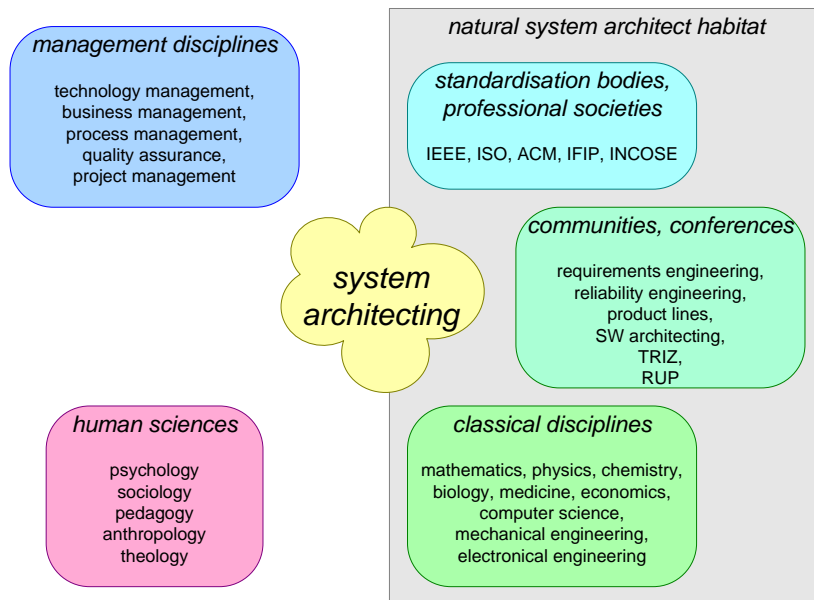 management disciplines
technology management,
business management,
process management,
quality assurance,
project management
natural system architect habitat
standardisation bodies,
professional societies
IEEE, ISO, ACM, IFIP, INCOSE
system
architecting
communities, conferences
requirements engineering,
reliability engineering,
product lines,
SW architecting,
TRIZ,
RUP
human sciences
psychology
sociology
pedagogy
anthropology
theology
classical disciplines
mathematics, physics, chemistry,
biology, medicine, economics,
computer science,
mechanical engineering,
electronical engineering